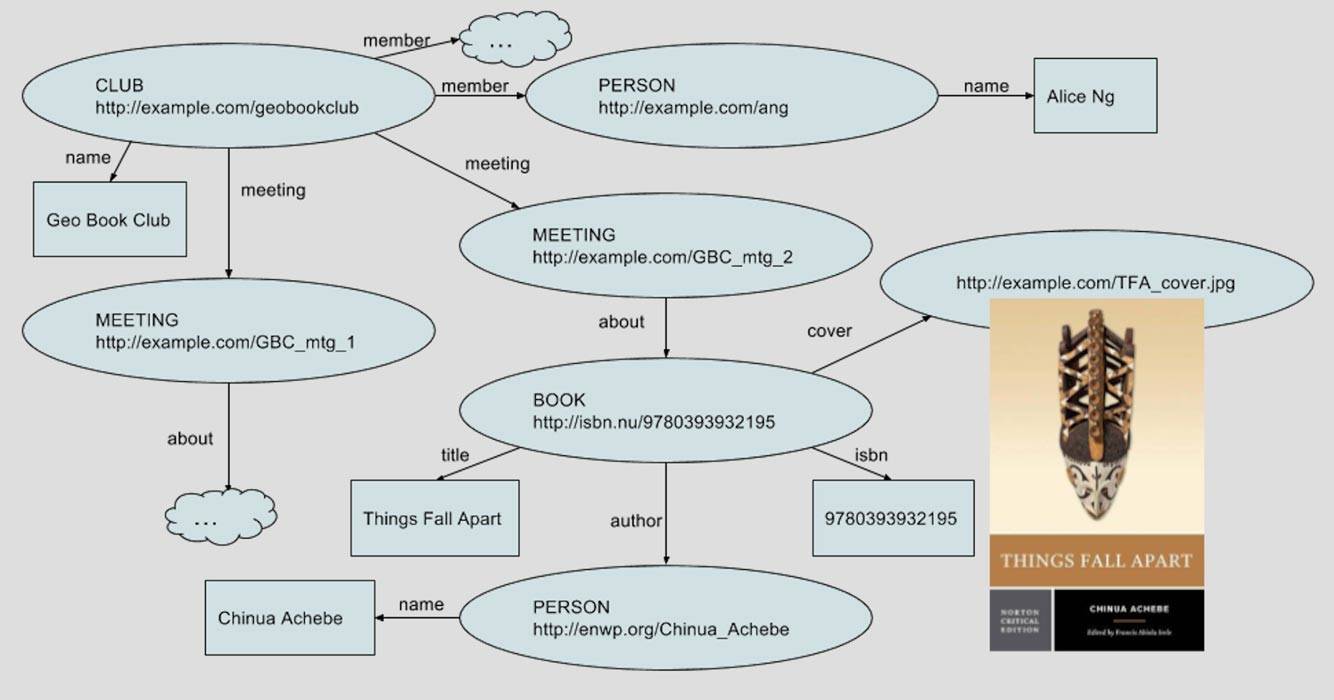 member
...
CLUB
http://example.com/geobookclub
member
PERSON
http://example.com/ang
name
Alice Ng
name
Geo Book Club
meeting
meeting
MEETING
http://example.com/GBC_mtg_2
http://example.com/TFA_cover.jpg
MEETING
http://example.com/GBC_mtg_1
about
cover
BOOK
http://isbn.nu/9780393932195
about
...
title
isbn
Things Fall Apart
author
9780393932195
THINGS FALL APART
Chinua Achebe
name
PERSON
http://enwp.org/Chinua_Achebe
NORTON
CRITICAL
EDITION
CHINUA ACHEBE
Edited by Francis Abiola Irele